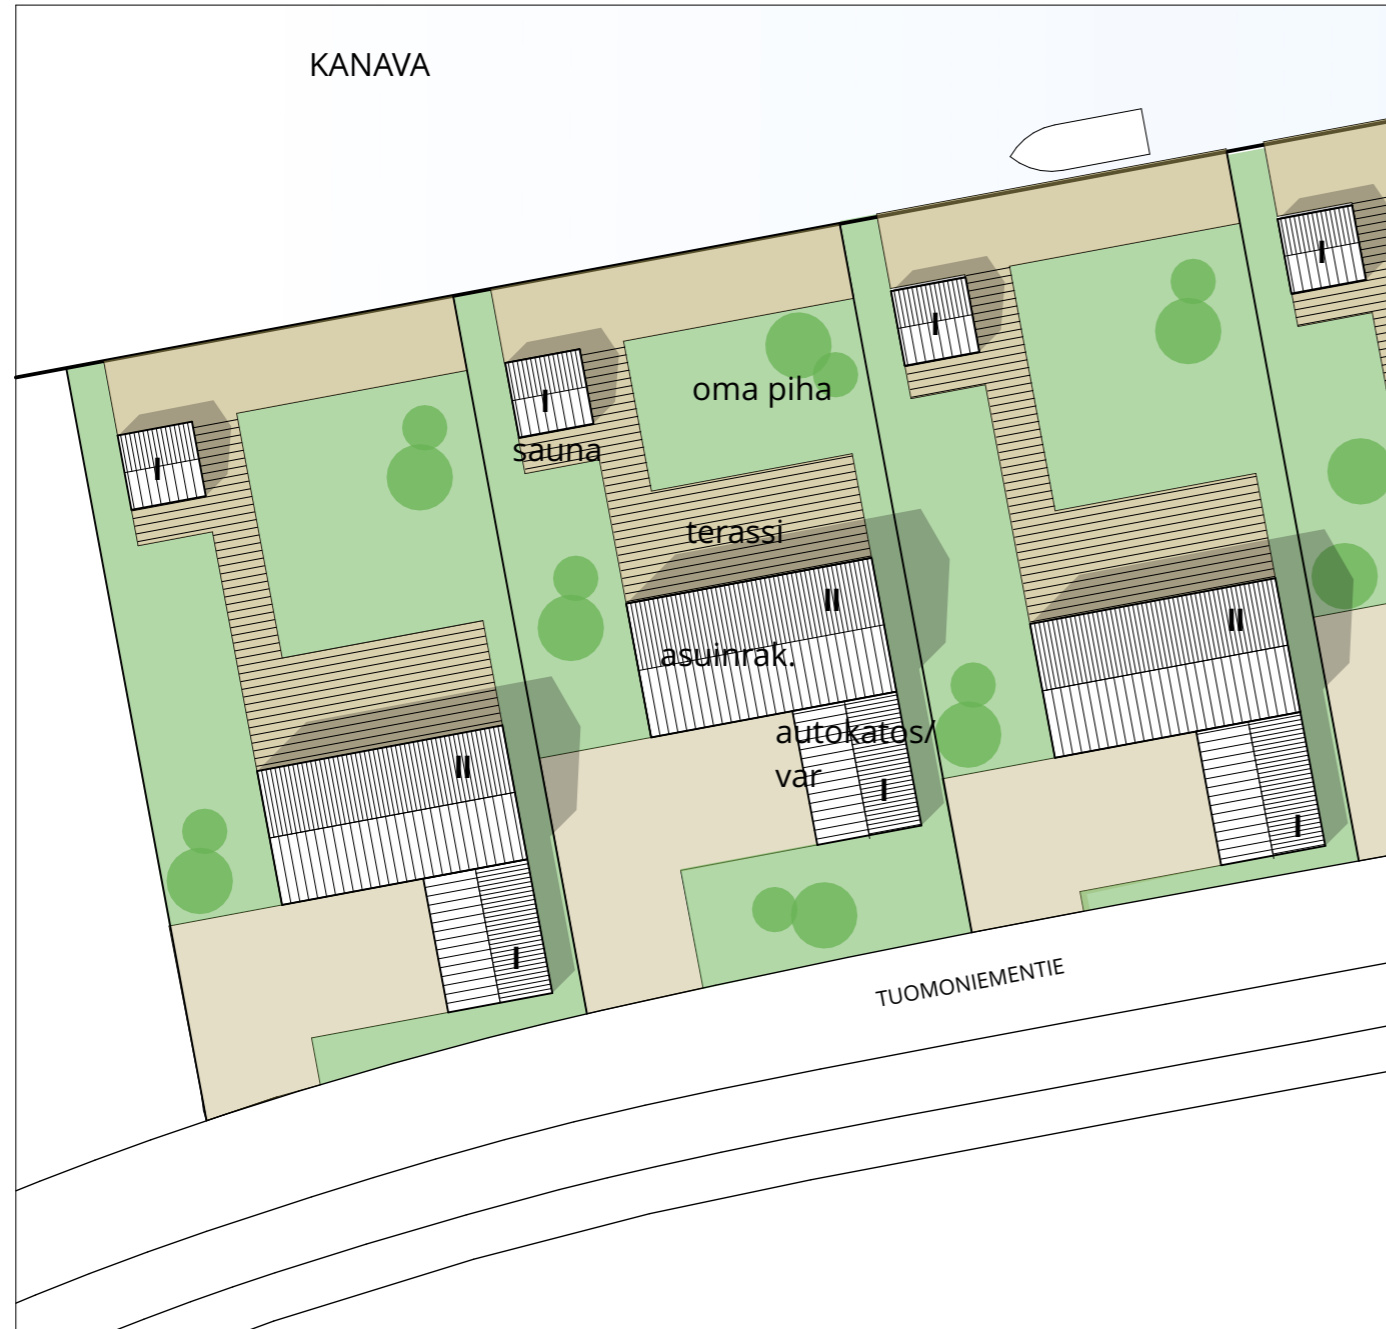 KANAVA
I
I
I
I
oma piha
sauna
terassi
II
II
asuinrak.
autokatos/
var
II
I
I
I
TUOMONIEMENTIE